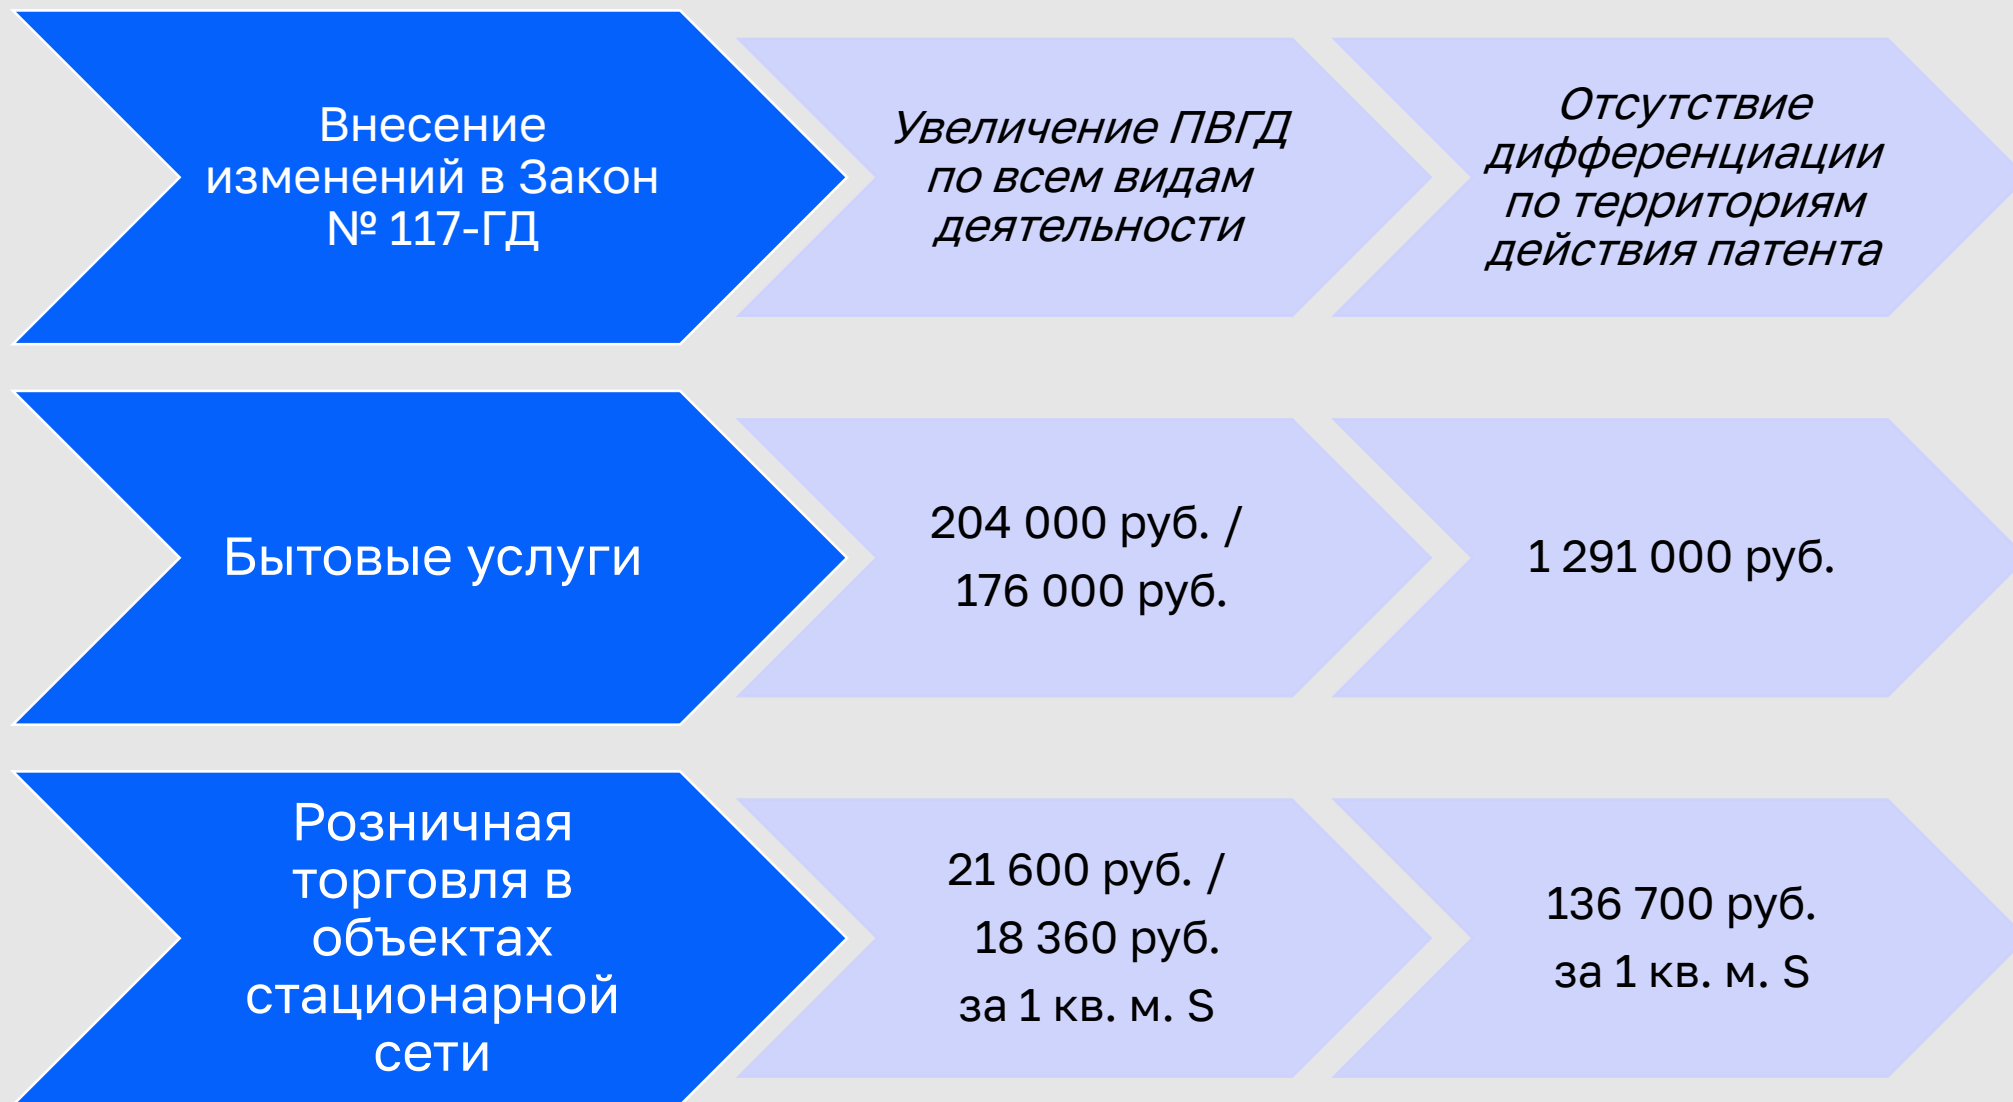 Внесение
изменений в Закон
№ 117-ГД
Увеличение ПВГД
по всем видам
деятельности
Отсутствие
дифференциации
по территориям
действия патента
Бытовые услуги
204 000 руб. /
176 000 руб.
1 291 000 руб.
Розничная
торговля в
объектах
стационарной
сети
21 600 руб. /
18 360 руб.
за 1 кв. м. S
136 700 руб.
за 1 кв. м. S